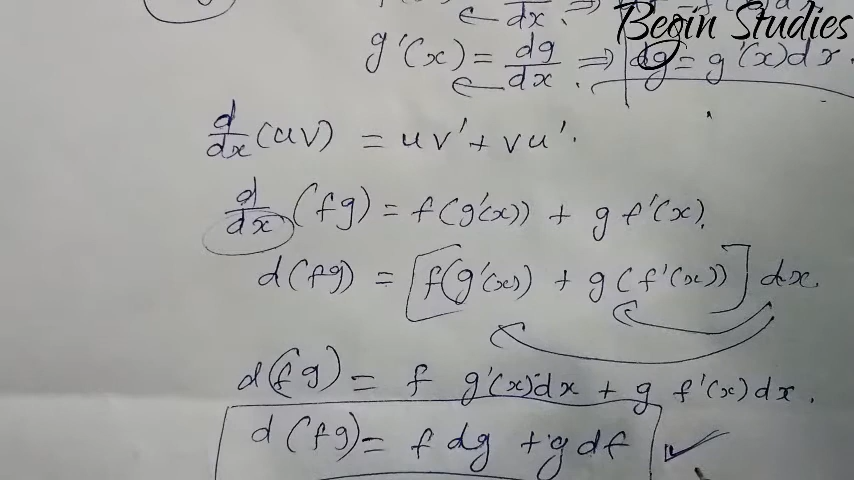 dx ⇒
Begin Studies
g'(x) = dg/dx ⇒ dg = g'(x)dx.
d/dx (uv) = uv' + vu'.
d/dx (fg) = f(g'(x)) + g f'(x).
d(fg) = [f(g'(x)) + g(f'(x))] dx.
d(fg) = f g'(x)dx + g f'(x)dx.
d(fg) = f dg + g df ✓